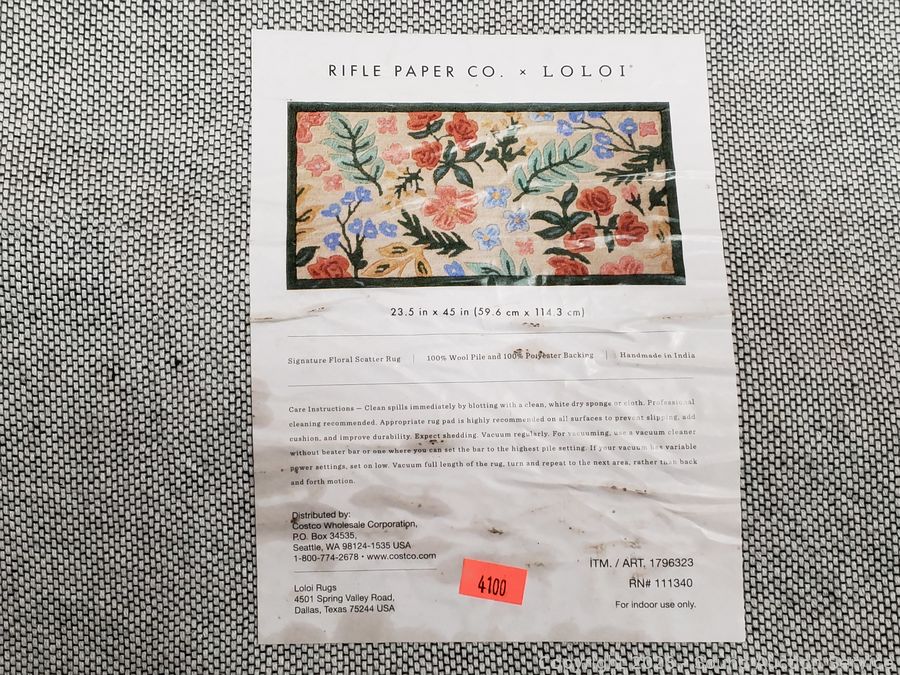 RIFLE PAPER CO. × LOLOI®
23.5 in x 45 in (59.6 cm x 114.3 cm)
Signature Floral Scatter Rug | 100% Wool Pile and 100% Polyester Backing | Handmade in India
Care Instructions — Clean spills immediately by blotting with a clean, white dry sponge or cloth. Professional
cleaning recommended. Appropriate rug pad is highly recommended on all surfaces to prevent slipping, add
cushion, and improve durability. Expect shedding. Vacuum regularly. For vacuuming, use a vacuum cleaner
without beater bar or one where you can set the bar to the highest pile setting. If your vacuum has variable
power settings, set on low. Vacuum full length of the rug, turn and repeat to the next area, rather than back
and forth motion.
Distributed by:
Costco Wholesale Corporation,
P.O. Box 34535,
Seattle, WA 98124-1535 USA
1-800-774-2678 • www.costco.com
Loloi Rugs
4501 Spring Valley Road,
Dallas, Texas 75244 USA
4100
ITM. / ART. 1796323
RN# 111340
For indoor use only.